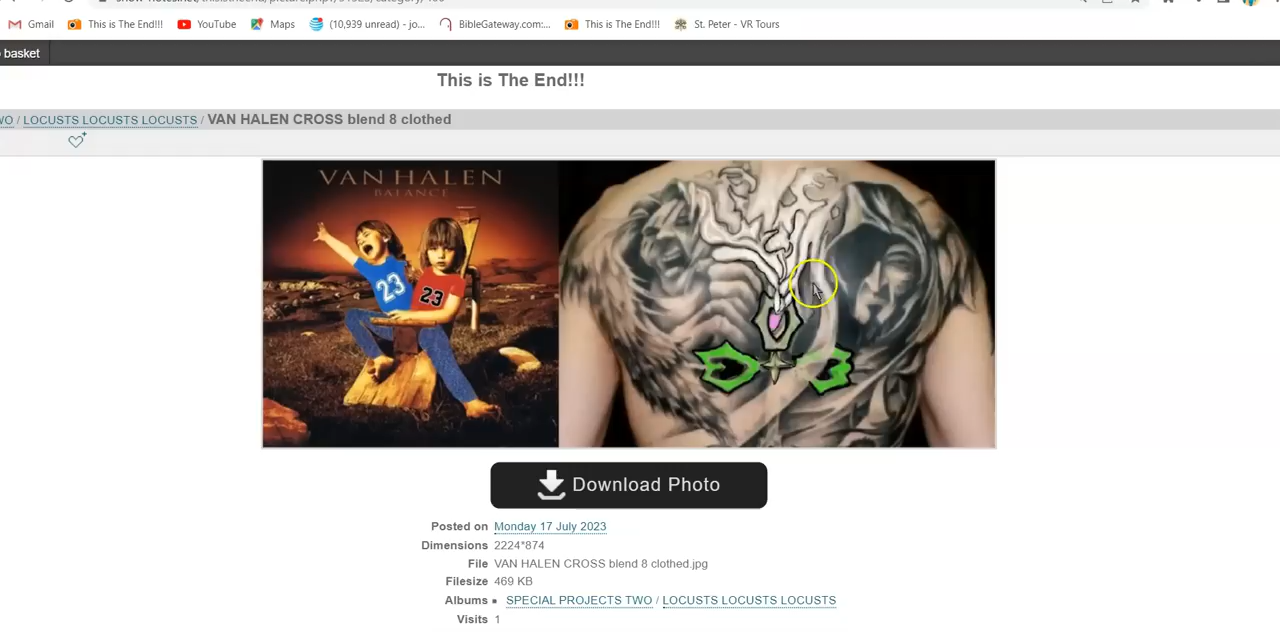 Gmail This is The End!!! YouTube Maps (10,939 unread) - jo... BibleGateway.com:... This is The End!!! St. Peter - VR Tours
basket
This is The End!!!
WO / LOCUSTS LOCUSTS LOCUSTS / VAN HALEN CROSS blend 8 clothed
VAN HALEN
BALANCE
23
23
Download Photo
Posted on Monday 17 July 2023
Dimensions 2224*874
File VAN HALEN CROSS blend 8 clothed.jpg
Filesize 469 KB
Albums ▪ SPECIAL PROJECTS TWO / LOCUSTS LOCUSTS LOCUSTS
Visits 1